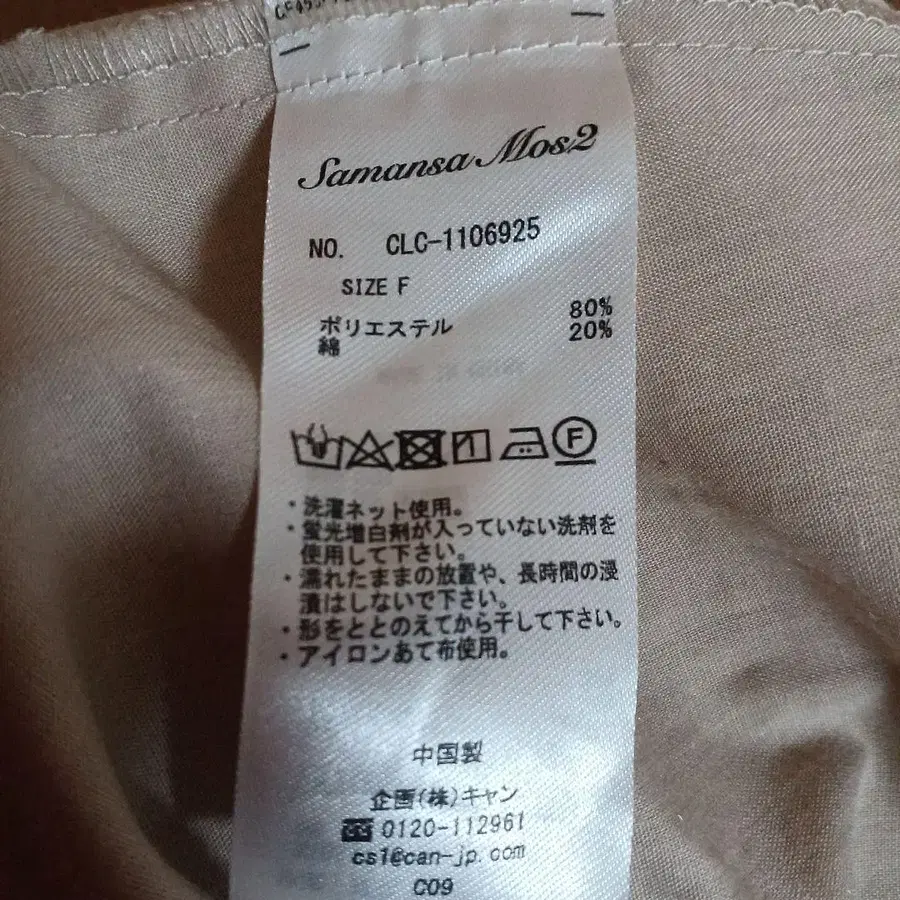 Samansa Mos2
NO. CLC-1106925
SIZE F
ポリエステル 80%
綿 20%
F
・洗濯ネット使用。
・蛍光増白剤が入っていない洗剤を
使用して下さい。
・濡れたままの放置や、長時間の浸
漬はしないで下さい。
・形をととのえてから干して下さい。
・アイロンあて布使用。
中国製
企画(株)キャン
0120-112961
cs1@can-jp.com
C09